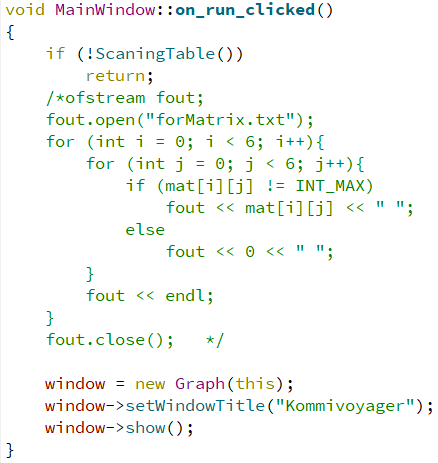 void MainWindow::on_run_clicked()
{
    if (!ScaningTable())
        return;
    /*ofstream fout;
    fout.open("forMatrix.txt");
    for (int i = 0; i < 6; i++){
        for (int j = 0; j < 6; j++){
            if (mat[i][j] != INT_MAX)
                fout << mat[i][j] << " ";
            else
                fout << 0 << " ";
        }
        fout << endl;
    }
    fout.close();   */

    window = new Graph(this);
    window->setWindowTitle("Kommivoyager");
    window->show();
}